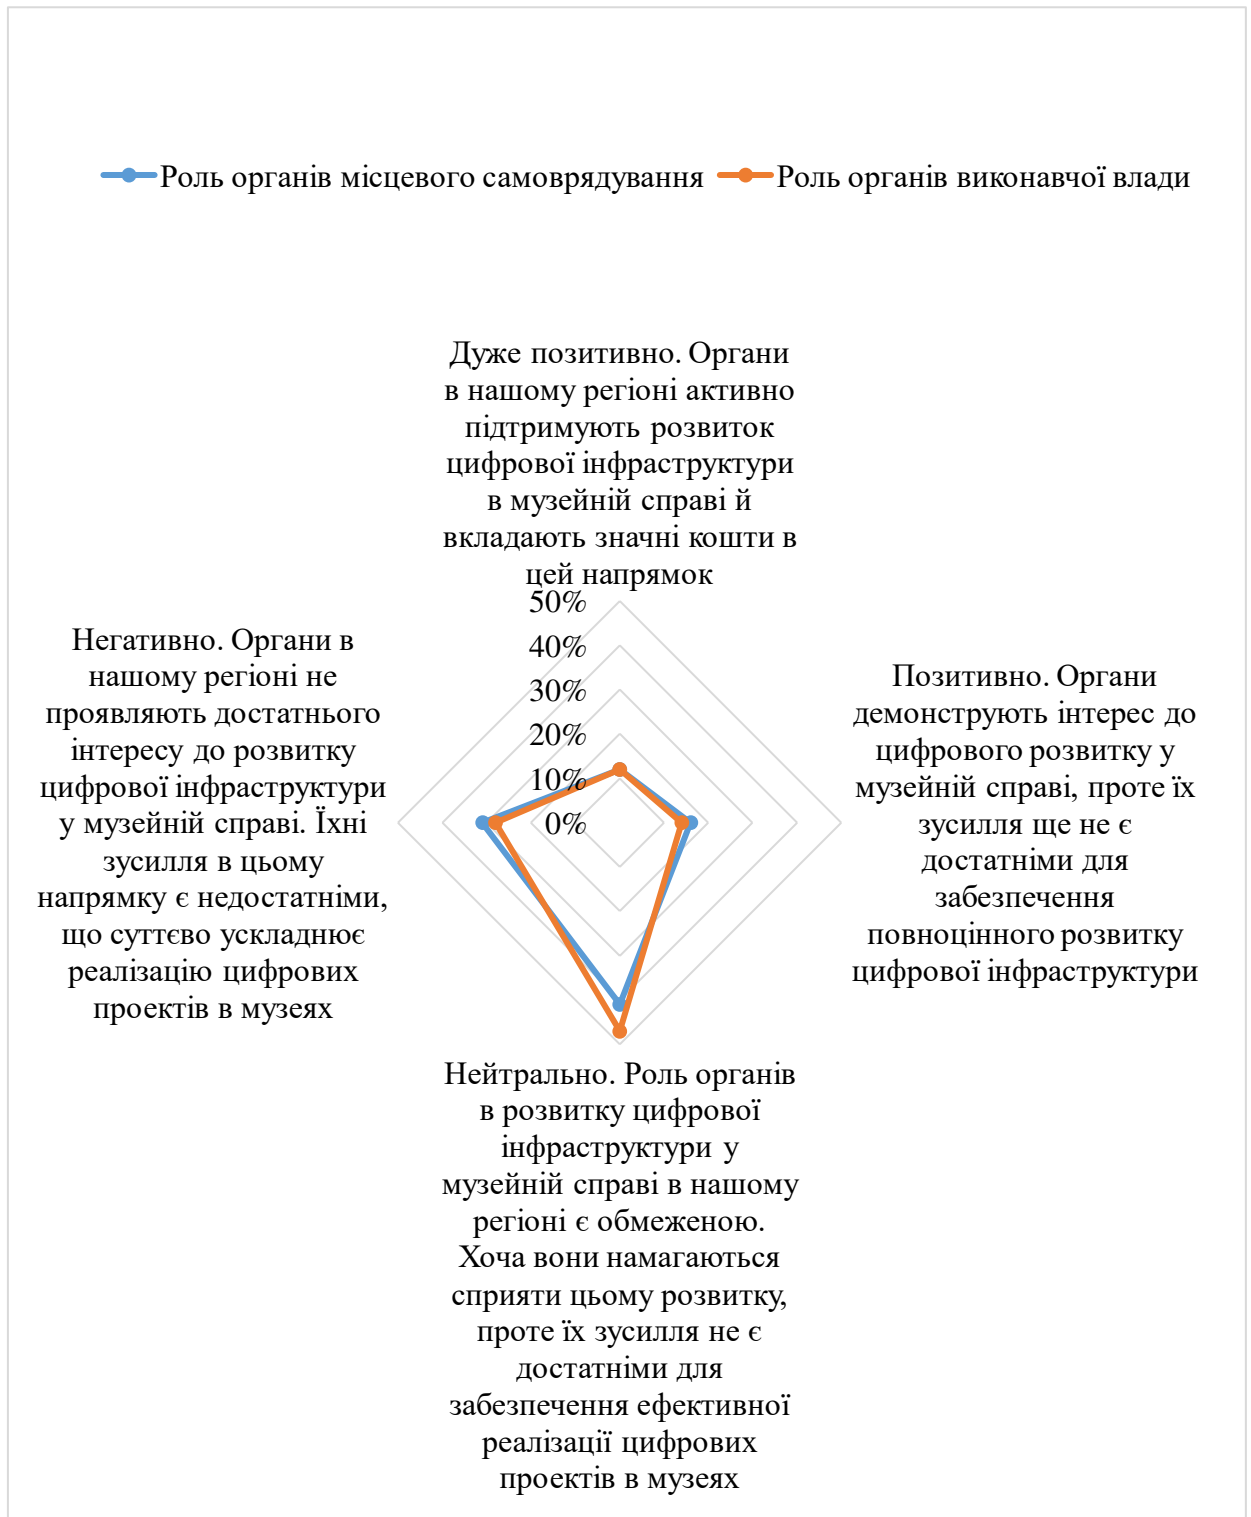 Роль органів місцевого самоврядування Роль органів виконавчої влади
Дуже позитивно. Органи
в нашому регіоні активно
підтримують розвиток
цифрової інфраструктури
в музейній справі й
вкладають значні кошти в
цей напрямок
50%
40%
30%
20%
10%
0%
Позитивно. Органи
демонструють інтерес до
цифрового розвитку у
музейній справі, проте їх
зусилля ще не є
достатніми для
забезпечення
повноцінного розвитку
цифрової інфраструктури
Нейтрально. Роль органів
в розвитку цифрової
інфраструктури у
музейній справі в нашому
регіоні є обмеженою.
Хоча вони намагаються
сприяти цьому розвитку,
проте їх зусилля не є
достатніми для
забезпечення ефективної
реалізації цифрових
проектів в музеях
Негативно. Органи в
нашому регіоні не
проявляють достатнього
інтересу до розвитку
цифрової інфраструктури
у музейній справі. Їхні
зусилля в цьому
напрямку є недостатніми,
що суттєво ускладнює
реалізацію цифрових
проектів в музеях